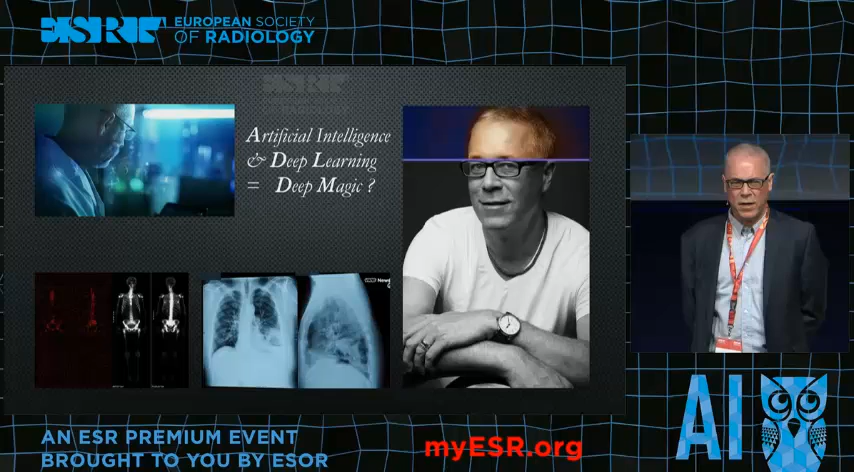 ESR
EUROPEAN SOCIETY
OF RADIOLOGY
Artificial Intelligence
& Deep Learning
= Deep Magic ?
AI
AN ESR PREMIUM EVENT
BROUGHT TO YOU BY ESOR
myESR.org